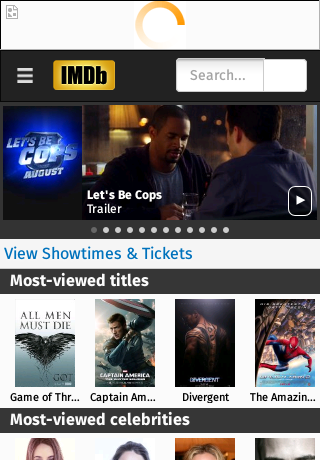 IMDb
Search...
LET'S BE
COPS
AUGUST
Let's Be Cops
Trailer
View Showtimes & Tickets
Most-viewed titles
ALL MEN
MUST DIE
GOT
CAPTAIN AMERICA
DIVERGENT
Game of Thr...
Captain Am...
Divergent
The Amazin...
Most-viewed celebrities